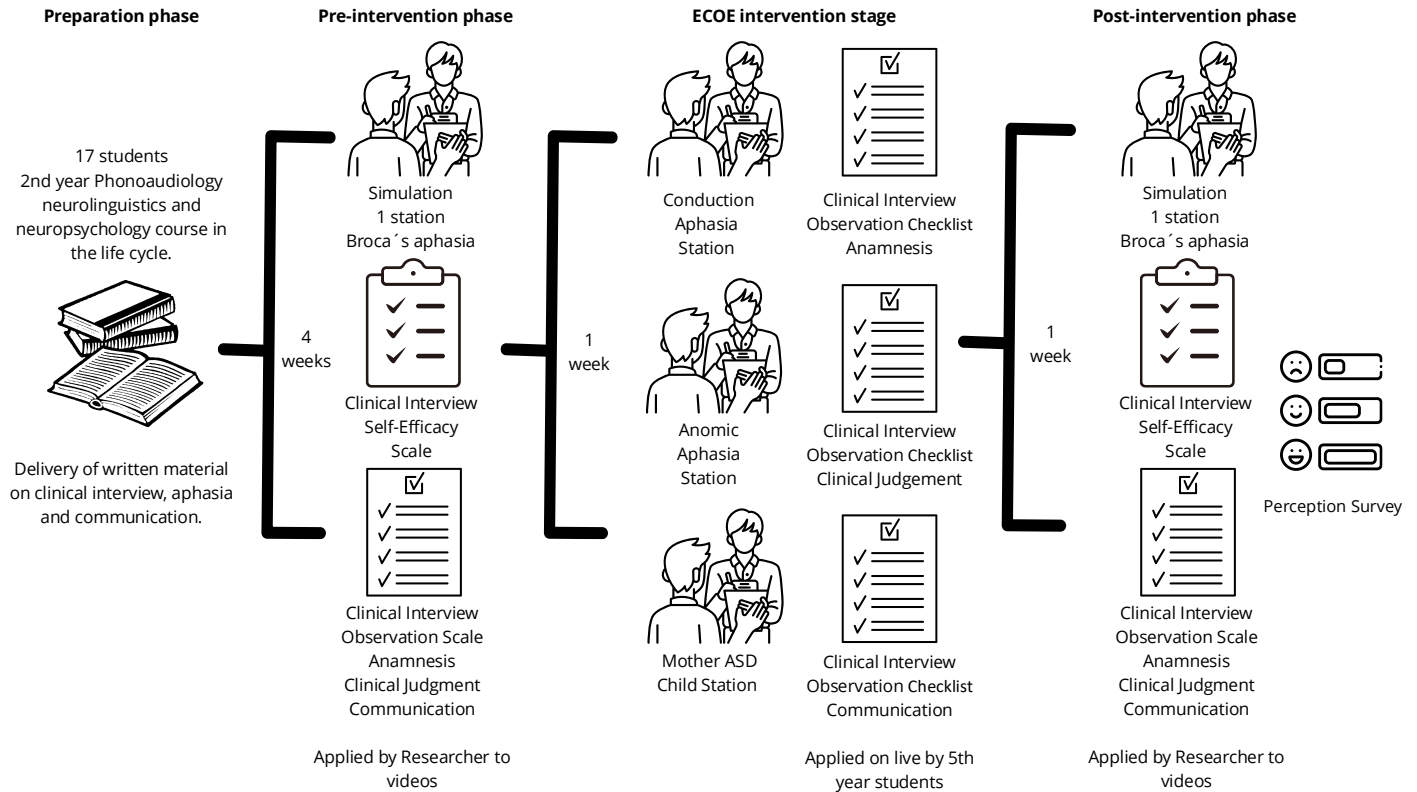 Preparation phase
17 students
2nd year Phonoaudiology
neurolinguistics and
neuropsychology course in
the life cycle.
Delivery of written material
on clinical interview, aphasia
and communication.
4
weeks
Pre-intervention phase
Simulation
1 station
Broca´s aphasia
Clinical Interview
Self-Efficacy
Scale
Clinical Interview
Observation Scale
Anamnesis
Clinical Judgment
Communication
Applied by Researcher to
videos
1
week
ECOE intervention stage
Conduction
Aphasia
Station
Clinical Interview
Observation Checklist
Anamnesis
Anomic
Aphasia
Station
Clinical Interview
Observation Checklist
Clinical Judgement
Mother ASD
Child Station
Clinical Interview
Observation Checklist
Communication
Applied on live by 5th
year students
1
week
Post-intervention phase
Simulation
1 station
Broca´s aphasia
Clinical Interview
Self-Efficacy
Scale
Clinical Interview
Observation Scale
Anamnesis
Clinical Judgment
Communication
Applied by Researcher to
videos
Perception Survey